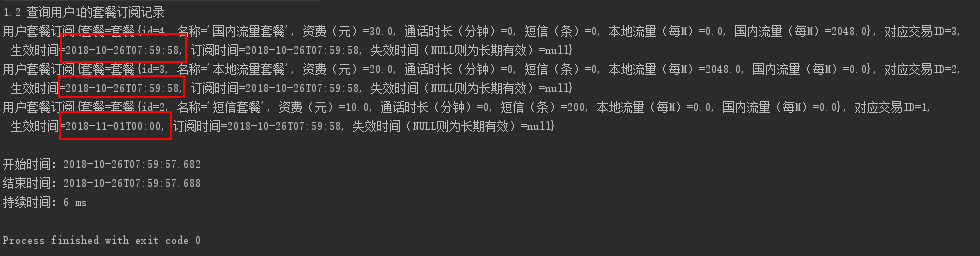 1.2 查询用户1的套餐订阅记录
用户套餐订阅{套餐=套餐{id=4, 名称='国内流量套餐', 资费（元）=30.0, 通话时长（分钟）=0, 短信（条）=0, 本地流量（每M）=0.0, 国内流量（每M）=2048.0}, 对应交易ID=3,
生效时间=2018-10-26T07:59:58, 订阅时间=2018-10-26T07:59:58, 失效时间（NULL则为长期有效）=null}
用户套餐订阅{套餐=套餐{id=3, 名称='本地流量套餐', 资费（元）=20.0, 通话时长（分钟）=0, 短信（条）=0, 本地流量（每M）=2048.0, 国内流量（每M）=0.0}, 对应交易ID=2,
生效时间=2018-10-26T07:59:58, 订阅时间=2018-10-26T07:59:58, 失效时间（NULL则为长期有效）=null}
用户套餐订阅{套餐=套餐{id=2, 名称='短信套餐', 资费（元）=10.0, 通话时长（分钟）=0, 短信（条）=200, 本地流量（每M）=0.0, 国内流量（每M）=0.0}, 对应交易ID=1,
生效时间=2018-11-01T00:00, 订阅时间=2018-10-26T07:59:58, 失效时间（NULL则为长期有效）=null}
开始时间：2018-10-26T07:59:57.682
结束时间：2018-10-26T07:59:57.688
持续时间：6 ms
Process finished with exit code 0